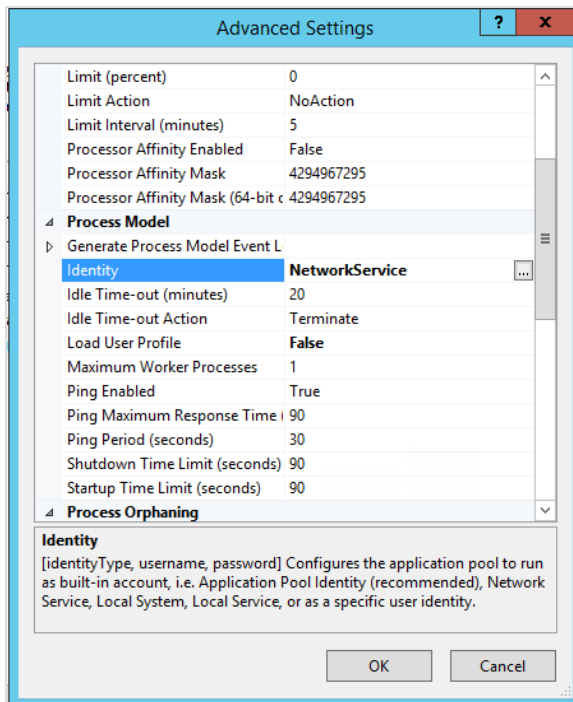 Advanced Settings
?
x
Limit (percent) 0
Limit Action NoAction
Limit Interval (minutes) 5
Processor Affinity Enabled False
Processor Affinity Mask 4294967295
Processor Affinity Mask (64-bit c 4294967295
Process Model
Generate Process Model Event L
Identity NetworkService ...
Idle Time-out (minutes) 20
Idle Time-out Action Terminate
Load User Profile False
Maximum Worker Processes 1
Ping Enabled True
Ping Maximum Response Time ( 90
Ping Period (seconds) 30
Shutdown Time Limit (seconds) 90
Startup Time Limit (seconds) 90
Process Orphaning
Identity
[identityType, username, password] Configures the application pool to run
as built-in account, i.e. Application Pool Identity (recommended), Network
Service, Local System, Local Service, or as a specific user identity.
OK Cancel